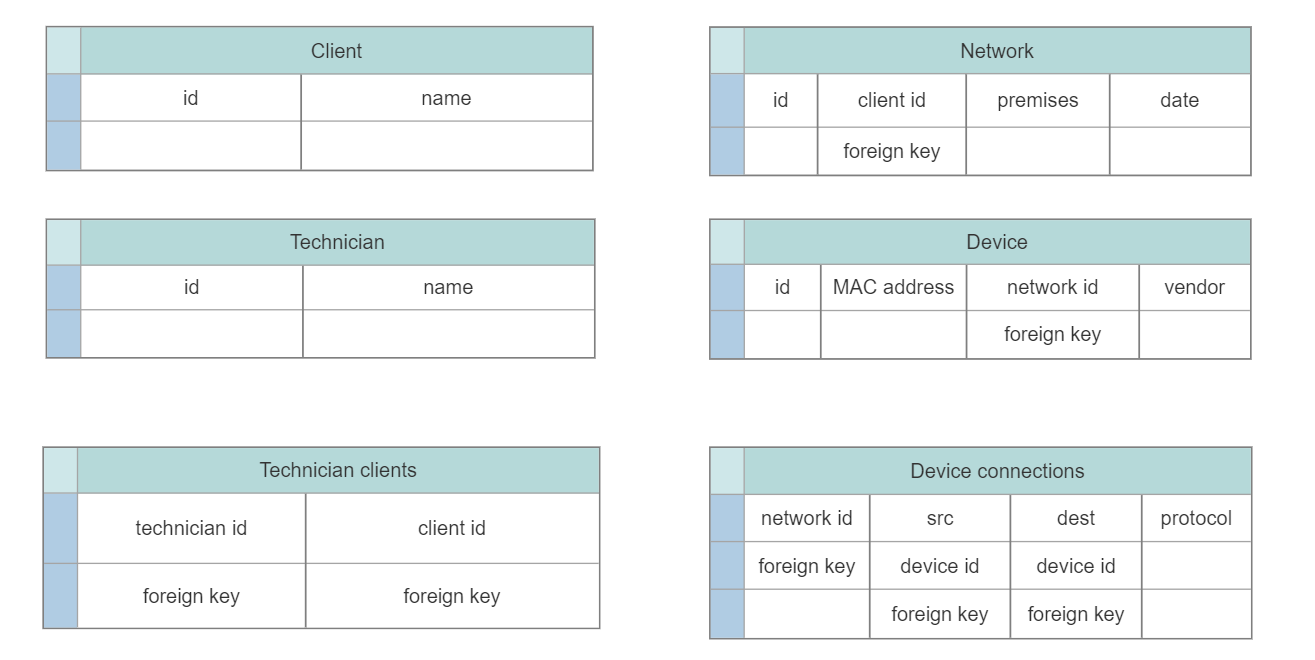 Client
id name
Network
id client id premises date
foreign key
Technician
id name
Device
id MAC address network id vendor
foreign key
Technician clients
technician id client id
foreign key foreign key
Device connections
network id src dest protocol
foreign key device id device id
foreign key foreign key